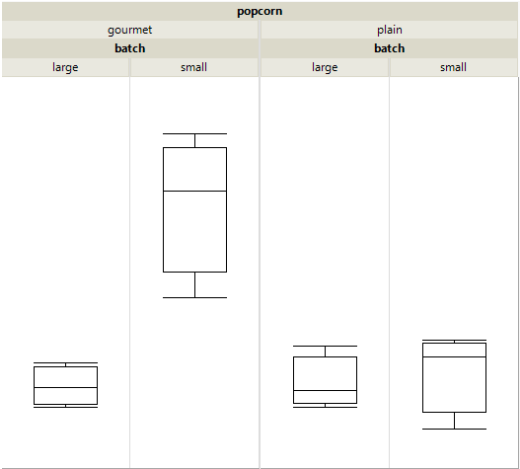 popcorn
gourmet plain
batch batch
large small large small